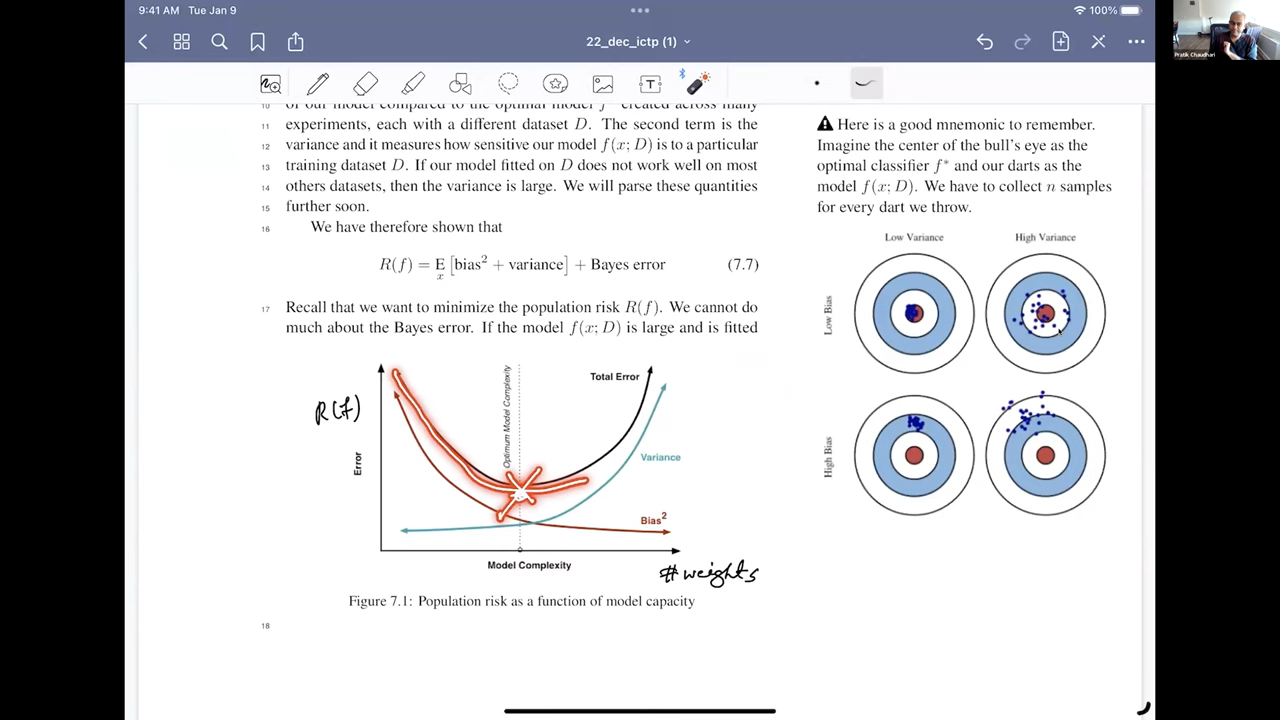 9:41 AM Tue Jan 9
100%
22_dec_ictp (1)
Pratik Chaudhari
10 of our model compared to the optimal model f* created across many
11 experiments, each with a different dataset D. The second term is the
12 variance and it measures how sensitive our model f(x; D) is to a particular
13 training dataset D. If our model fitted on D does not work well on most
14 others datasets, then the variance is large. We will parse these quantities
15 further soon.
16 We have therefore shown that
R(f) = E_x [bias² + variance] + Bayes error (7.7)
17 Recall that we want to minimize the population risk R(f). We cannot do
much about the Bayes error. If the model f(x; D) is large and is fitted
R(f)
Error
Optimum Model Complexity
Total Error
Variance
Bias²
Model Complexity
# weights
Figure 7.1: Population risk as a function of model capacity
18
Here is a good mnemonic to remember.
Imagine the center of the bull's eye as the
optimal classifier f* and our darts as the
model f(x; D). We have to collect n samples
for every dart we throw.
Low Variance High Variance
Low Bias
High Bias